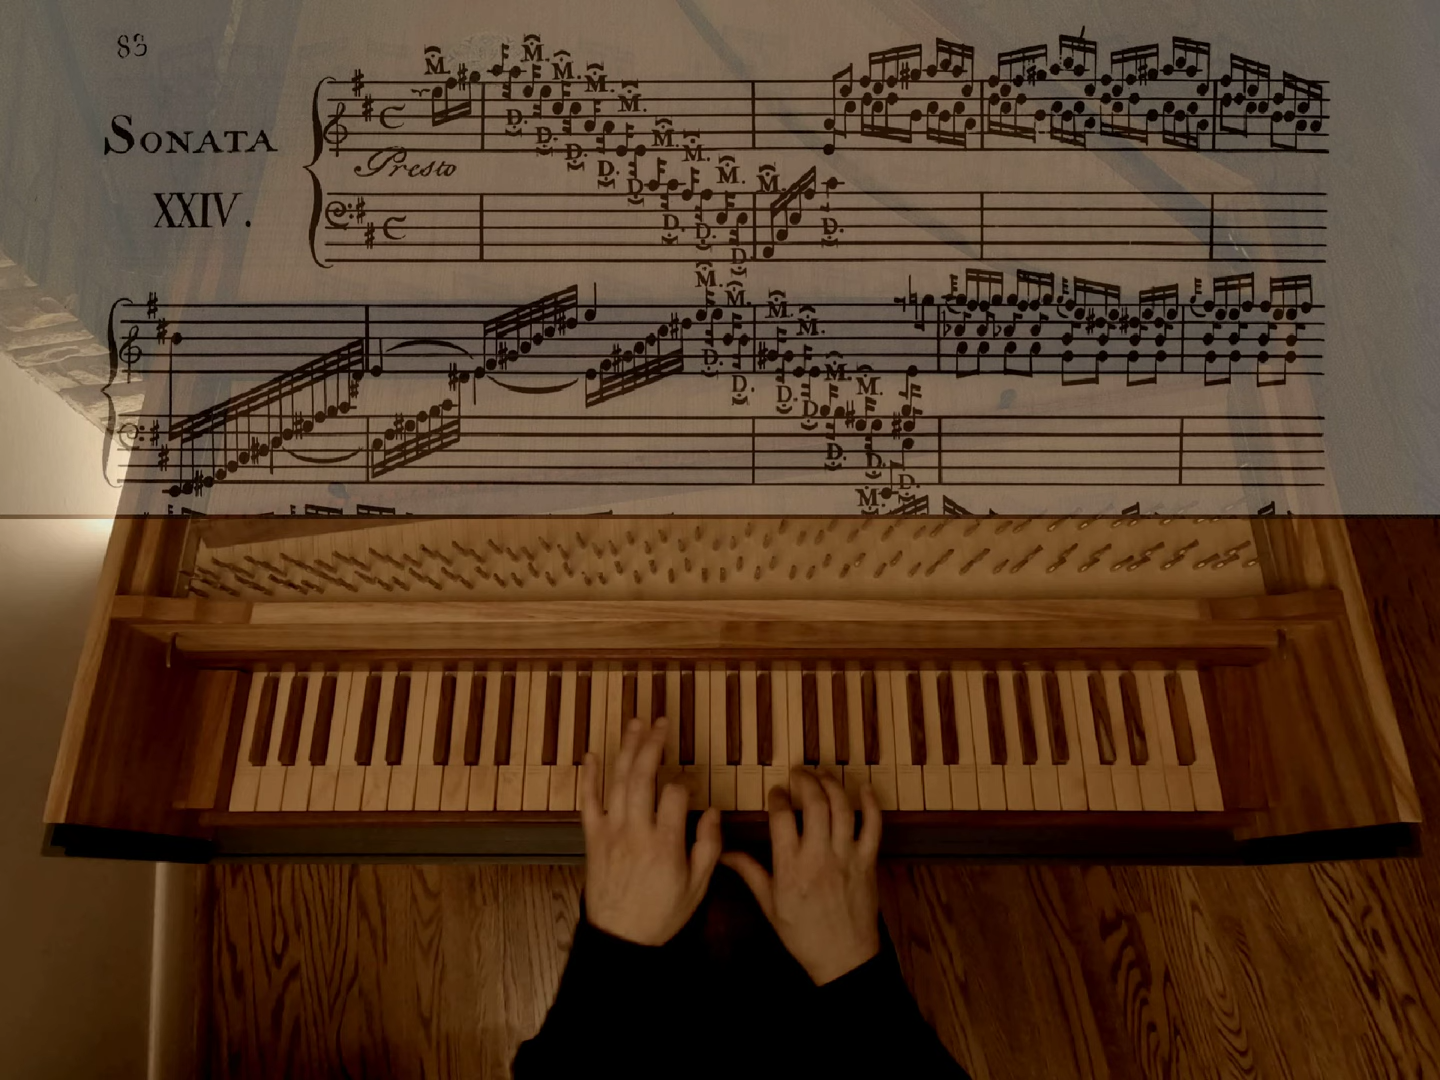 83
SONATA
XXIV.
Presto
M. M. M. M. M. M. M. M. M.
D. D. D. D. D. D. D. D. D.
M. M. M. M. M. M. M.
D. D. D. D. D. D. D.